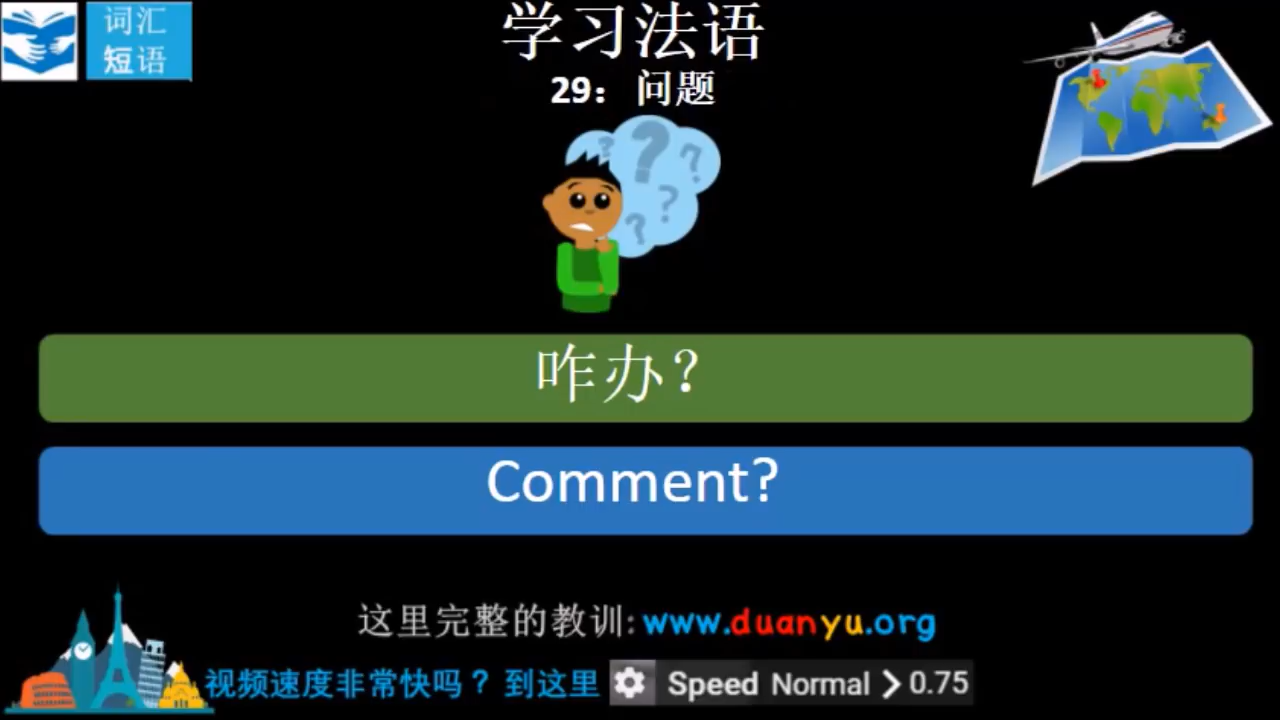 词汇
短语
学习法语
29： 问题
咋办？
Comment?
这里完整的教训: www.duanyu.org
视频速度非常快吗？ 到这里 Speed Normal > 0.75